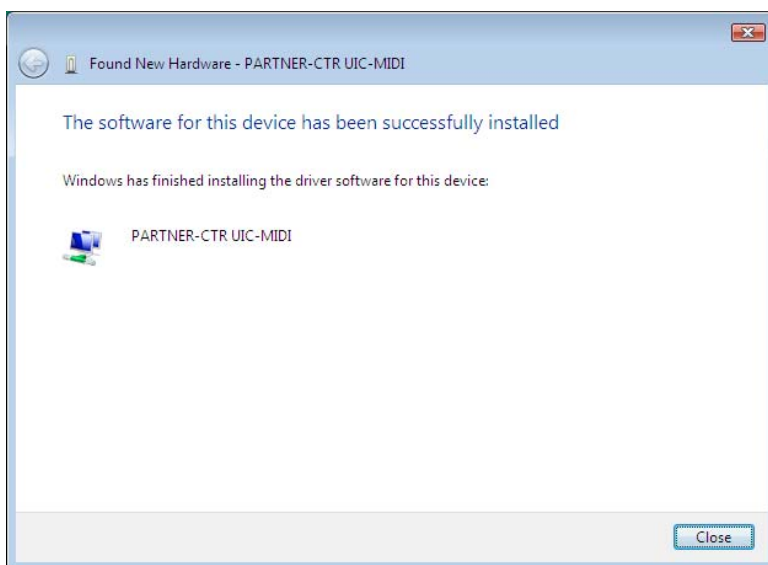 Found New Hardware - PARTNER-CTR UIC-MIDI
The software for this device has been successfully installed
Windows has finished installing the driver software for this device:
PARTNER-CTR UIC-MIDI
Close